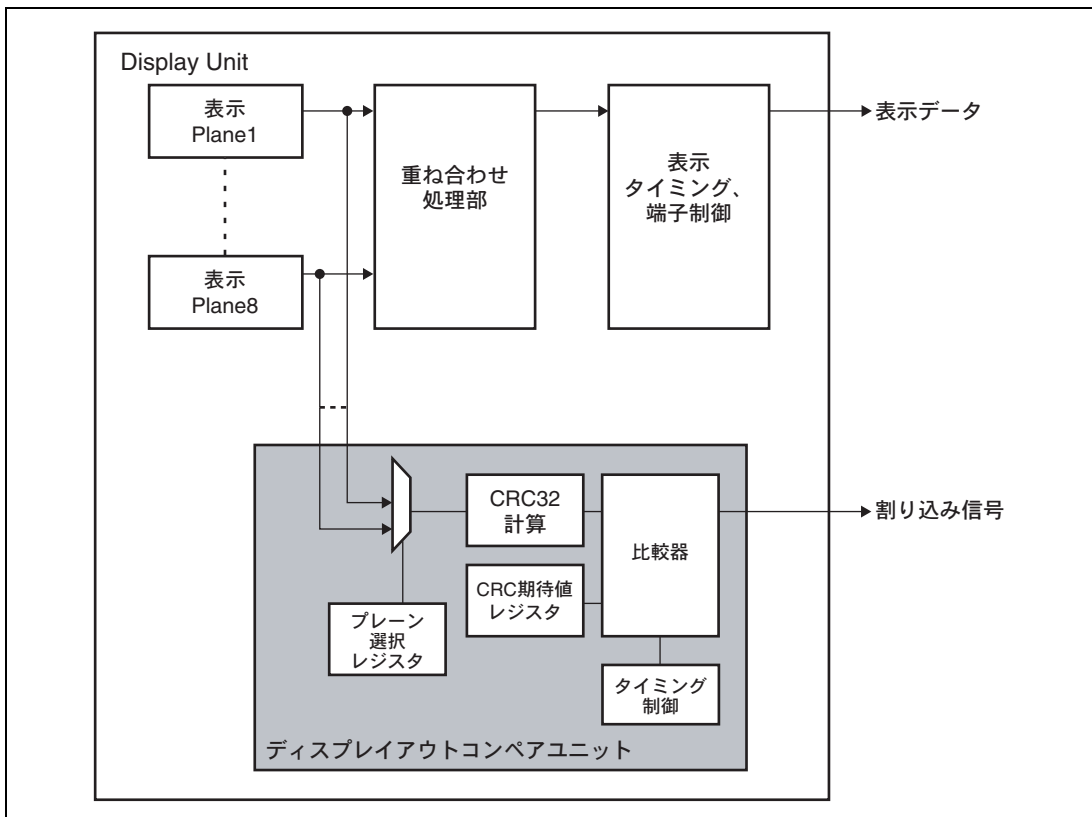 Display Unit
表示
Plane1
表示
Plane8
重ね合わせ
処理部
表示
タイミング、
端子制御
表示データ
CRC32
計算
CRC期待値
レジスタ
比較器
割り込み信号
プレーン
選択
レジスタ
タイミング
制御
ディスプレイアウトコンペアユニット